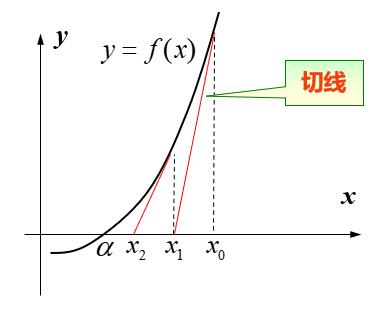 y
y = f(x)
切线
x
α x₂ x₁ x₀